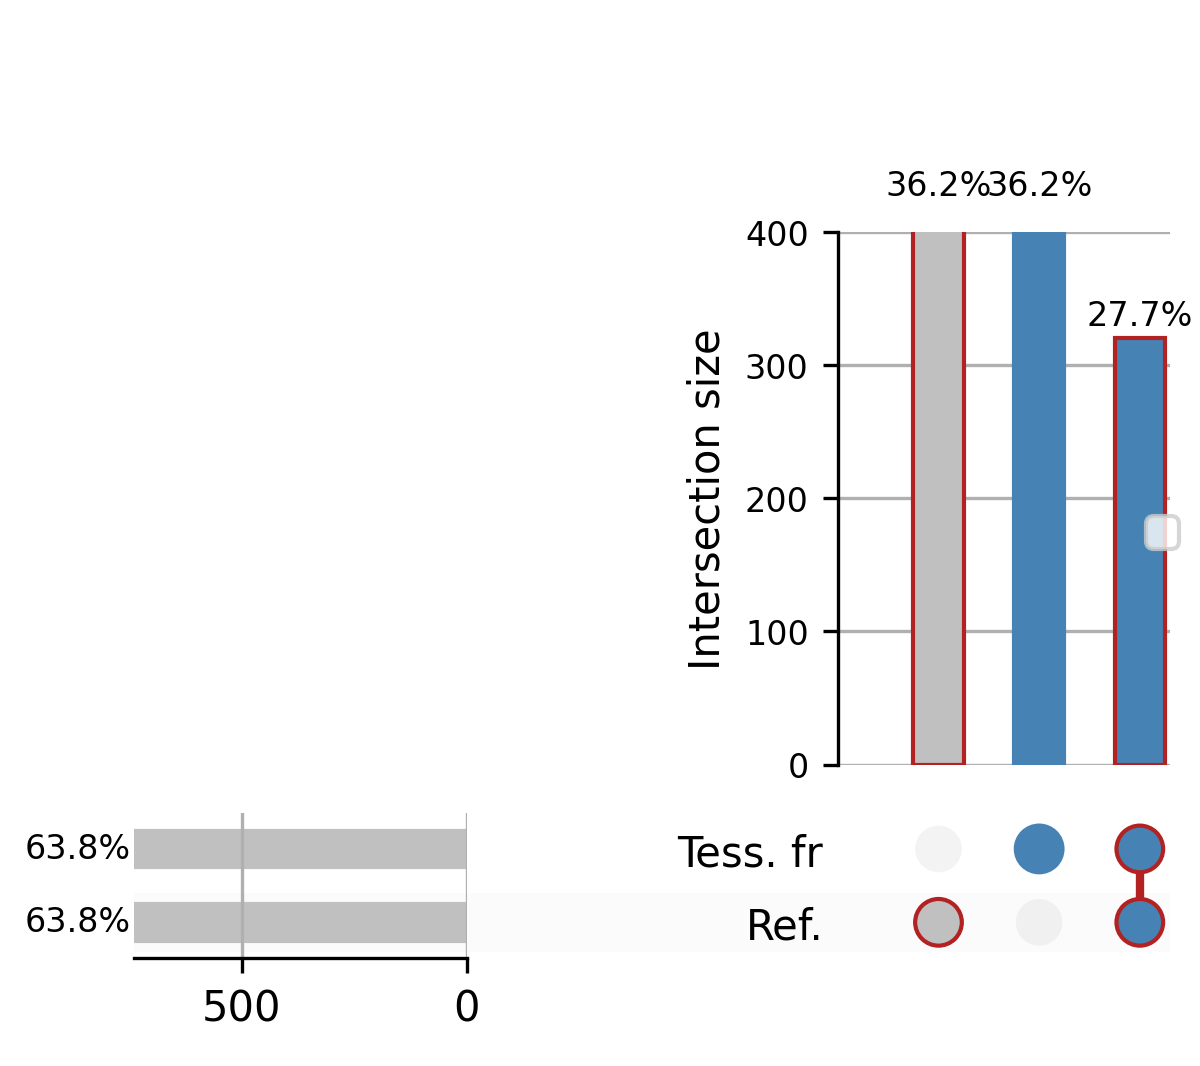 36.2% 36.2%
400
27.7%
300
Intersection size
200
100
0
63.8% Tess. fr
63.8% Ref.
500 0